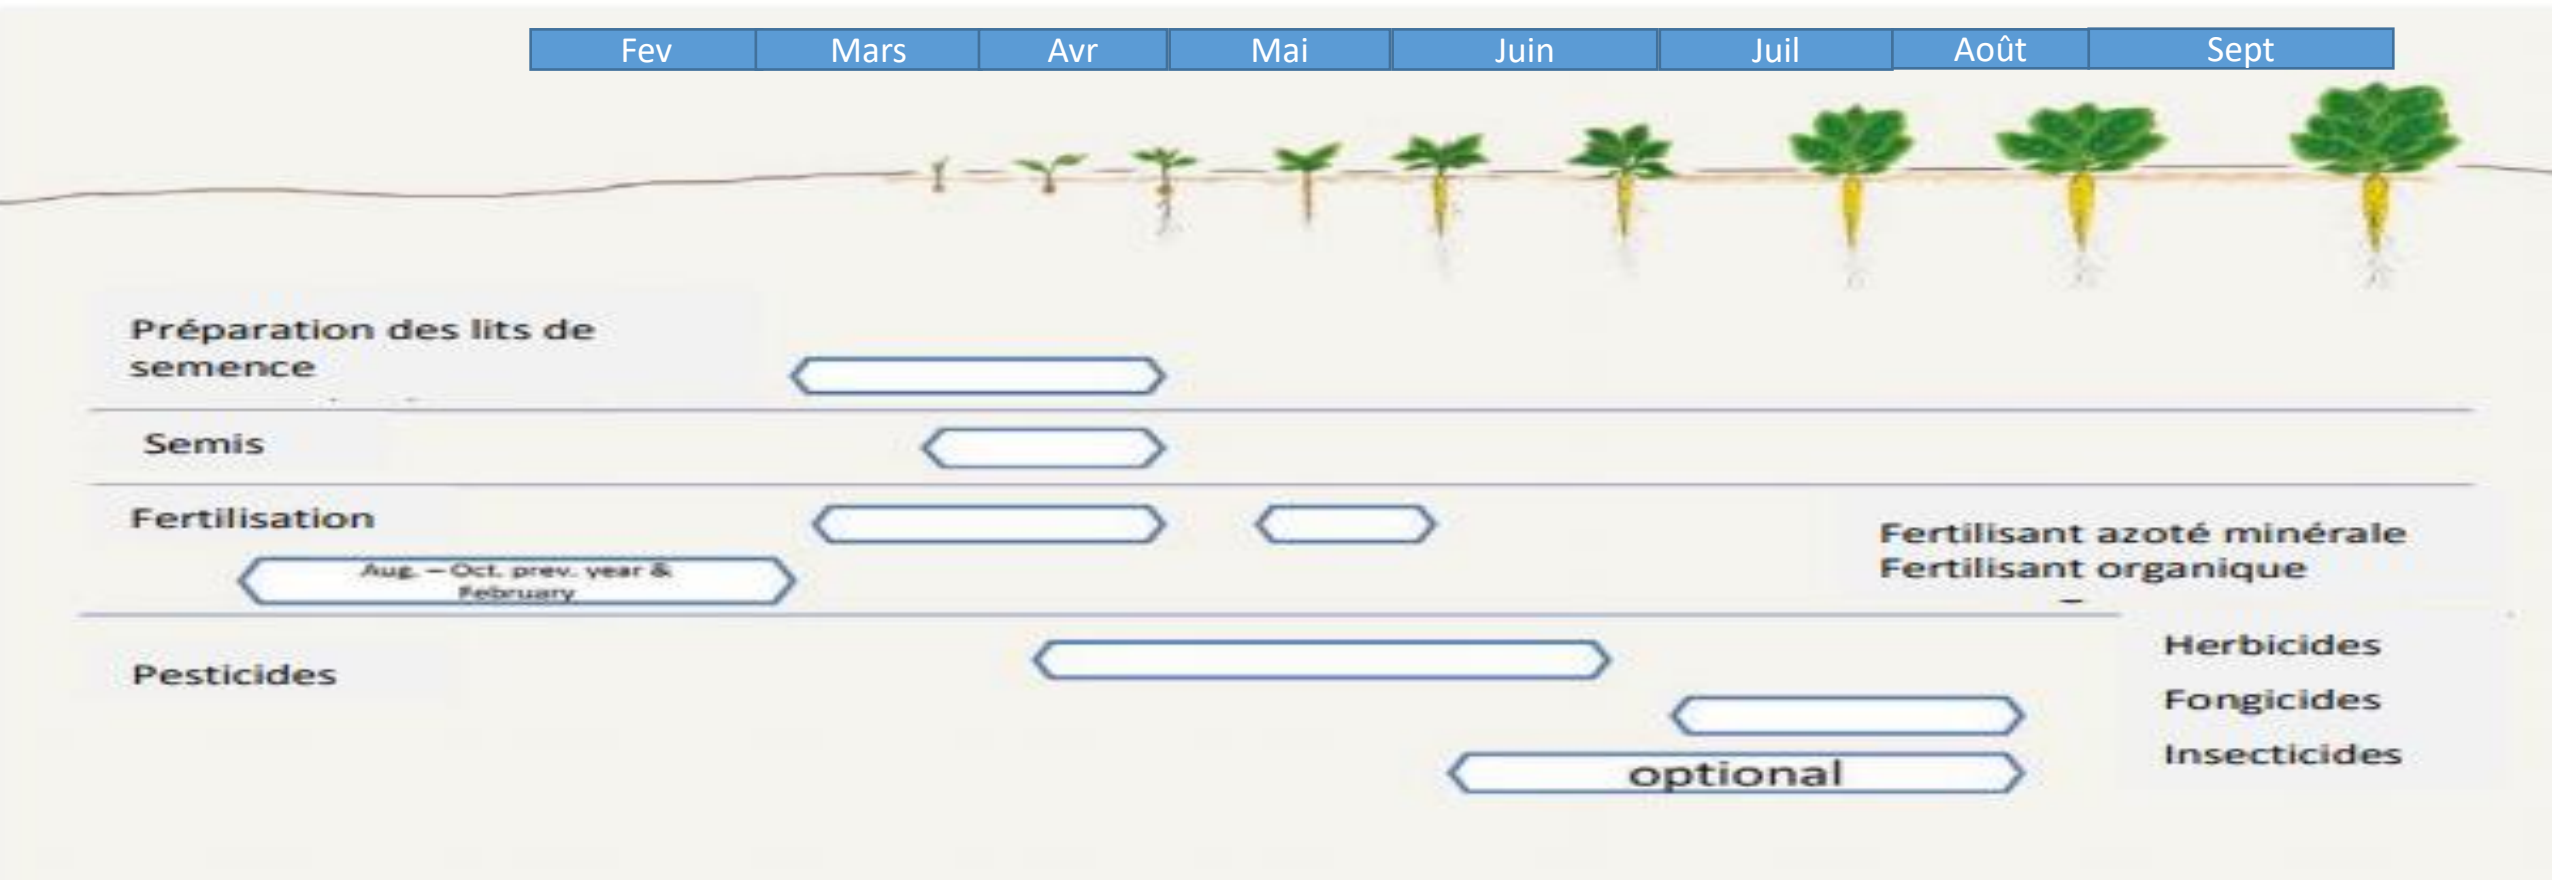 Fev Mars Avr Mai Juin Juil Août Sept
Préparation des lits de
semence
Semis
Fertilisation
Fertilisant azoté minérale
Fertilisant organique
Aug. – Oct. prev. year &
February
Pesticides
Herbicides
Fongicides
Insecticides
optional